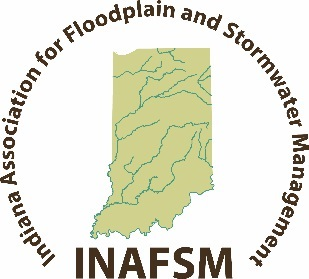 Indiana Association for Floodplain and Stormwater Management
INAFSM